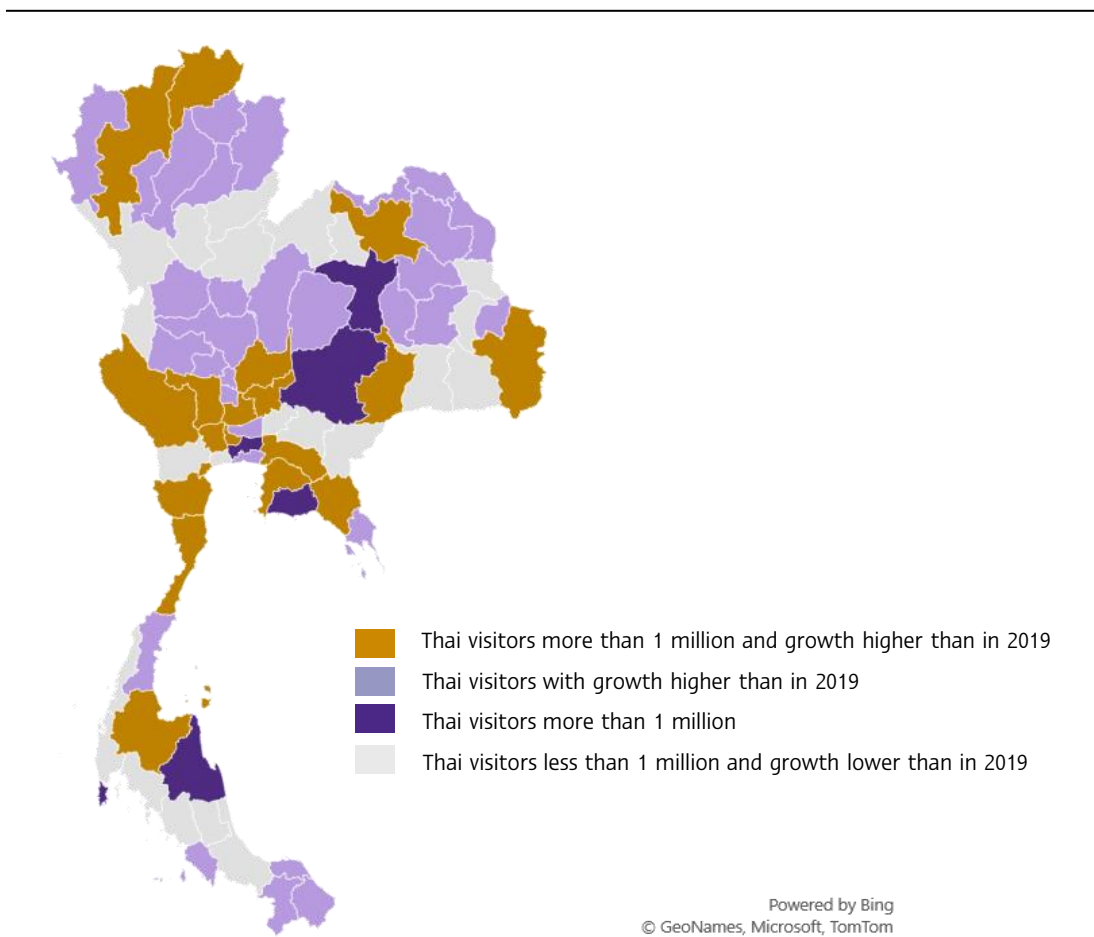 Thai visitors more than 1 million and growth higher than in 2019
Thai visitors with growth higher than in 2019
Thai visitors more than 1 million
Thai visitors less than 1 million and growth lower than in 2019
Powered by Bing
© GeoNames, Microsoft, TomTom